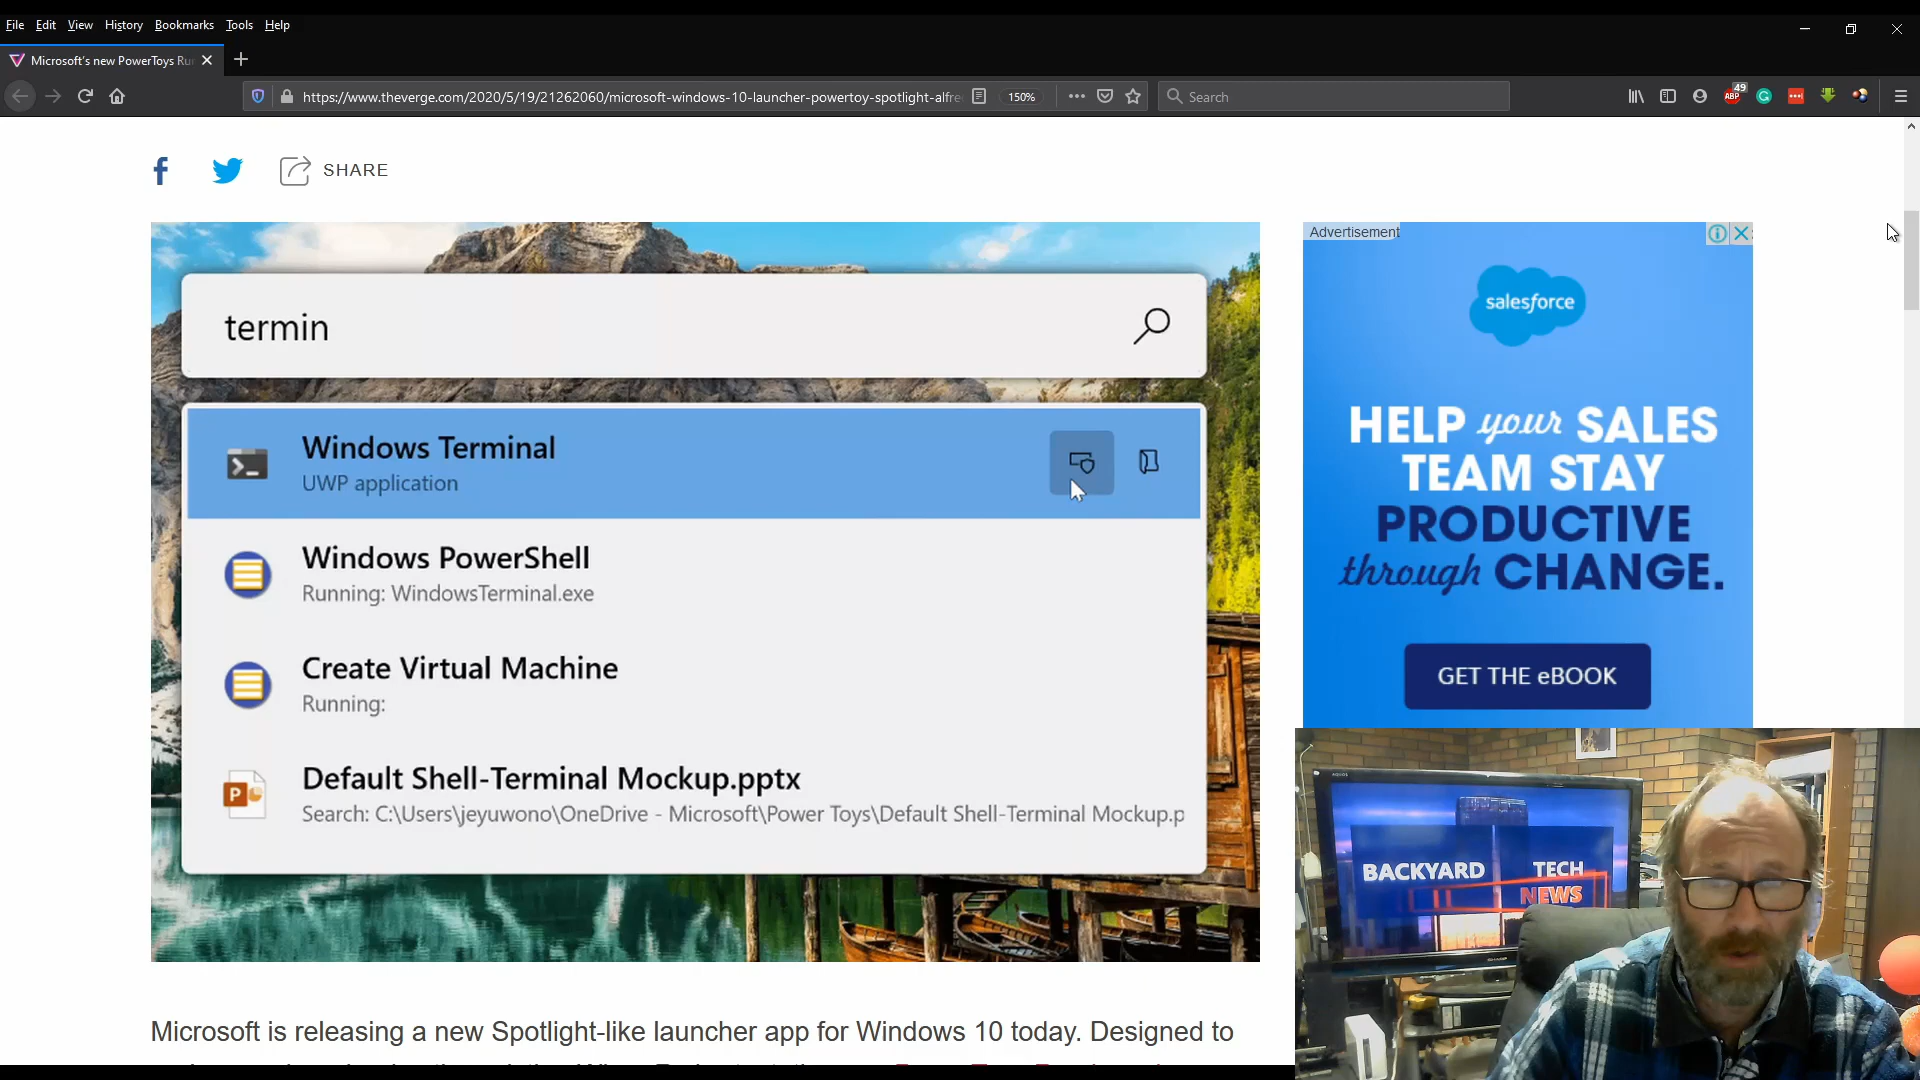 File Edit View History Bookmarks Tools Help
Microsoft's new PowerToys Ru
https://www.theverge.com/2020/5/19/21262060/microsoft-windows-10-launcher-powertoy-spotlight-alfre
150%
Search
ABP
49
SHARE
termin
Windows Terminal
UWP application
Windows PowerShell
Running: WindowsTerminal.exe
Create Virtual Machine
Running:
Default Shell-Terminal Mockup.pptx
Search: C:\Users\jeyuwono\OneDrive - Microsoft\Power Toys\Default Shell-Terminal Mockup.p
Advertisement
salesforce
HELP your SALES
TEAM STAY
PRODUCTIVE
through CHANGE.
GET THE eBOOK
BACKYARD TECH
NEWS
Microsoft is releasing a new Spotlight-like launcher app for Windows 10 today. Designed to